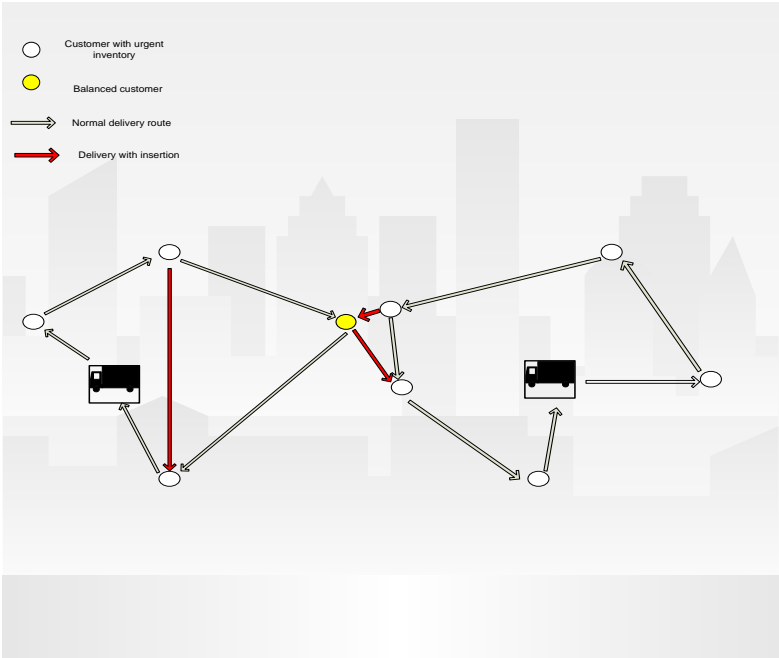 Customer with urgent
inventory
Balanced customer
Normal delivery route
Delivery with insertion